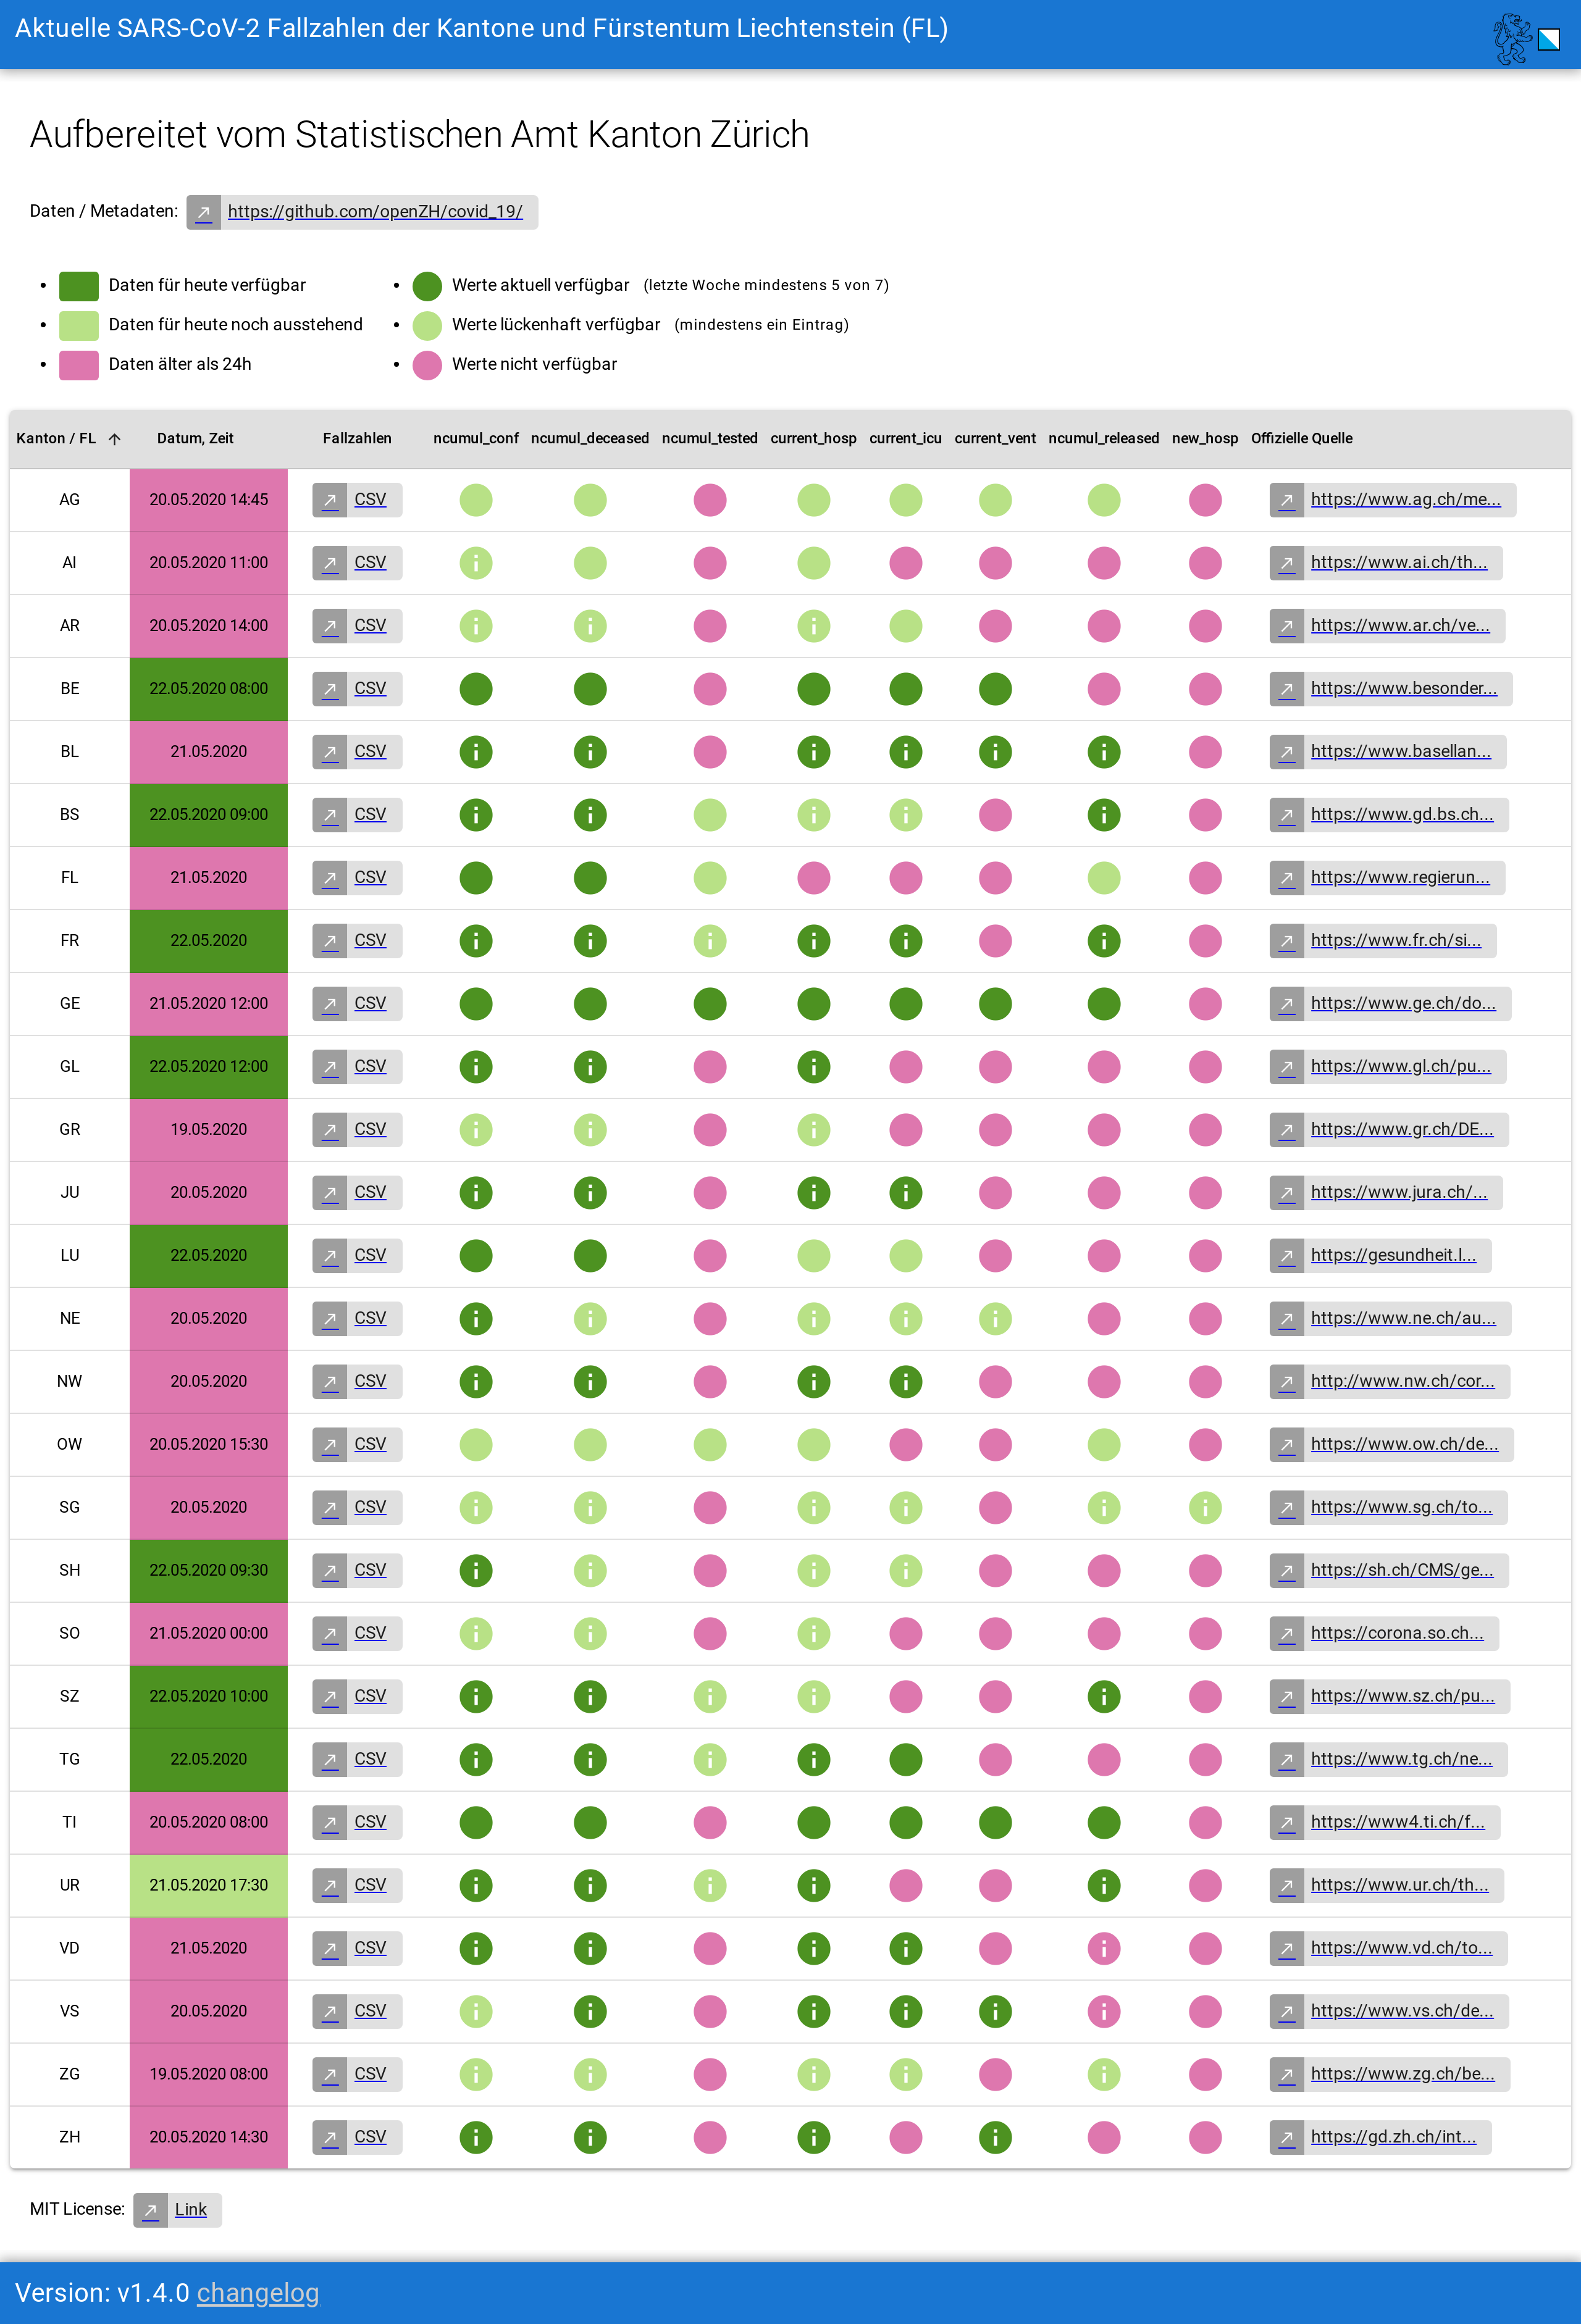 Aktuelle SARS-CoV-2 Fallzahlen der Kantone und Fürstentum Liechtenstein (FL)
Aufbereitet vom Statistischen Amt Kanton Zürich
Daten / Metadaten: https://github.com/openZH/covid_19/
Daten für heute verfügbar
Daten für heute noch ausstehend
Daten älter als 24h
Werte aktuell verfügbar (letzte Woche mindestens 5 von 7)
Werte lückenhaft verfügbar (mindestens ein Eintrag)
Werte nicht verfügbar
Kanton / FL Datum, Zeit Fallzahlen ncumul_conf ncumul_deceased ncumul_tested current_hosp current_icu current_vent ncumul_released new_hosp Offizielle Quelle
AG 20.05.2020 14:45 CSV https://www.ag.ch/me...
AI 20.05.2020 11:00 CSV https://www.ai.ch/th...
AR 20.05.2020 14:00 CSV https://www.ar.ch/ve...
BE 22.05.2020 08:00 CSV https://www.besonder...
BL 21.05.2020 CSV https://www.basellan...
BS 22.05.2020 09:00 CSV https://www.gd.bs.ch...
FL 21.05.2020 CSV https://www.regierun...
FR 22.05.2020 CSV https://www.fr.ch/si...
GE 21.05.2020 12:00 CSV https://www.ge.ch/do...
GL 22.05.2020 12:00 CSV https://www.gl.ch/pu...
GR 19.05.2020 CSV https://www.gr.ch/DE...
JU 20.05.2020 CSV https://www.jura.ch/...
LU 22.05.2020 CSV https://gesundheit.l...
NE 20.05.2020 CSV https://www.ne.ch/au...
NW 20.05.2020 CSV http://www.nw.ch/cor...
OW 20.05.2020 15:30 CSV https://www.ow.ch/de...
SG 20.05.2020 CSV https://www.sg.ch/to...
SH 22.05.2020 09:30 CSV https://sh.ch/CMS/ge...
SO 21.05.2020 00:00 CSV https://corona.so.ch...
SZ 22.05.2020 10:00 CSV https://www.sz.ch/pu...
TG 22.05.2020 CSV https://www.tg.ch/ne...
TI 20.05.2020 08:00 CSV https://www4.ti.ch/f...
UR 21.05.2020 17:30 CSV https://www.ur.ch/th...
VD 21.05.2020 CSV https://www.vd.ch/to...
VS 20.05.2020 CSV https://www.vs.ch/de...
ZG 19.05.2020 08:00 CSV https://www.zg.ch/be...
ZH 20.05.2020 14:30 CSV https://gd.zh.ch/int...
MIT License: Link
Version: v1.4.0 changelog